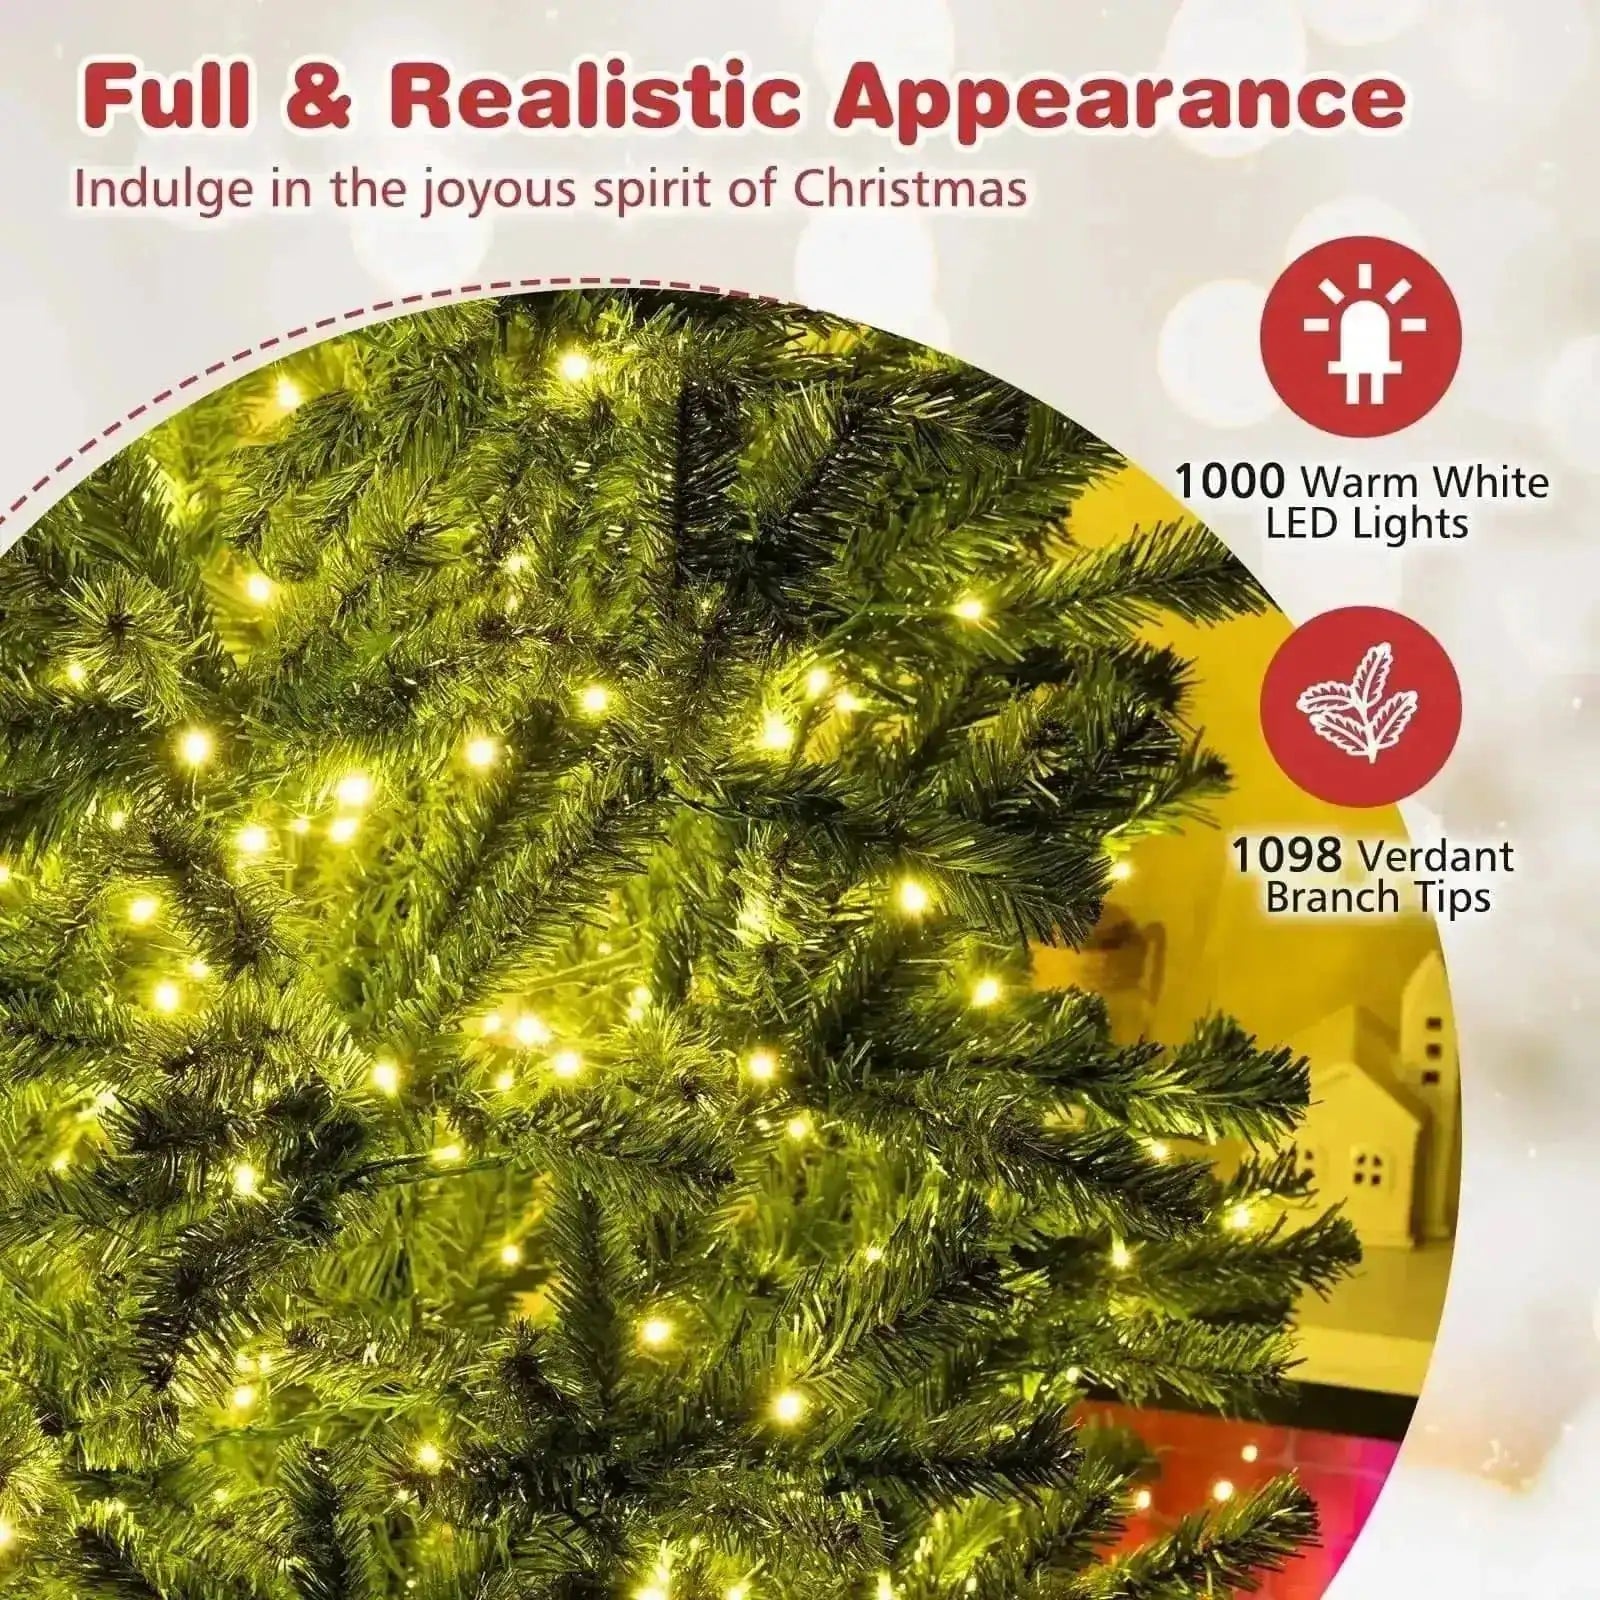 Full & Realistic Appearance
Indulge in the joyous spirit of Christmas
1000 Warm White
LED Lights
1098 Verdant
Branch Tips